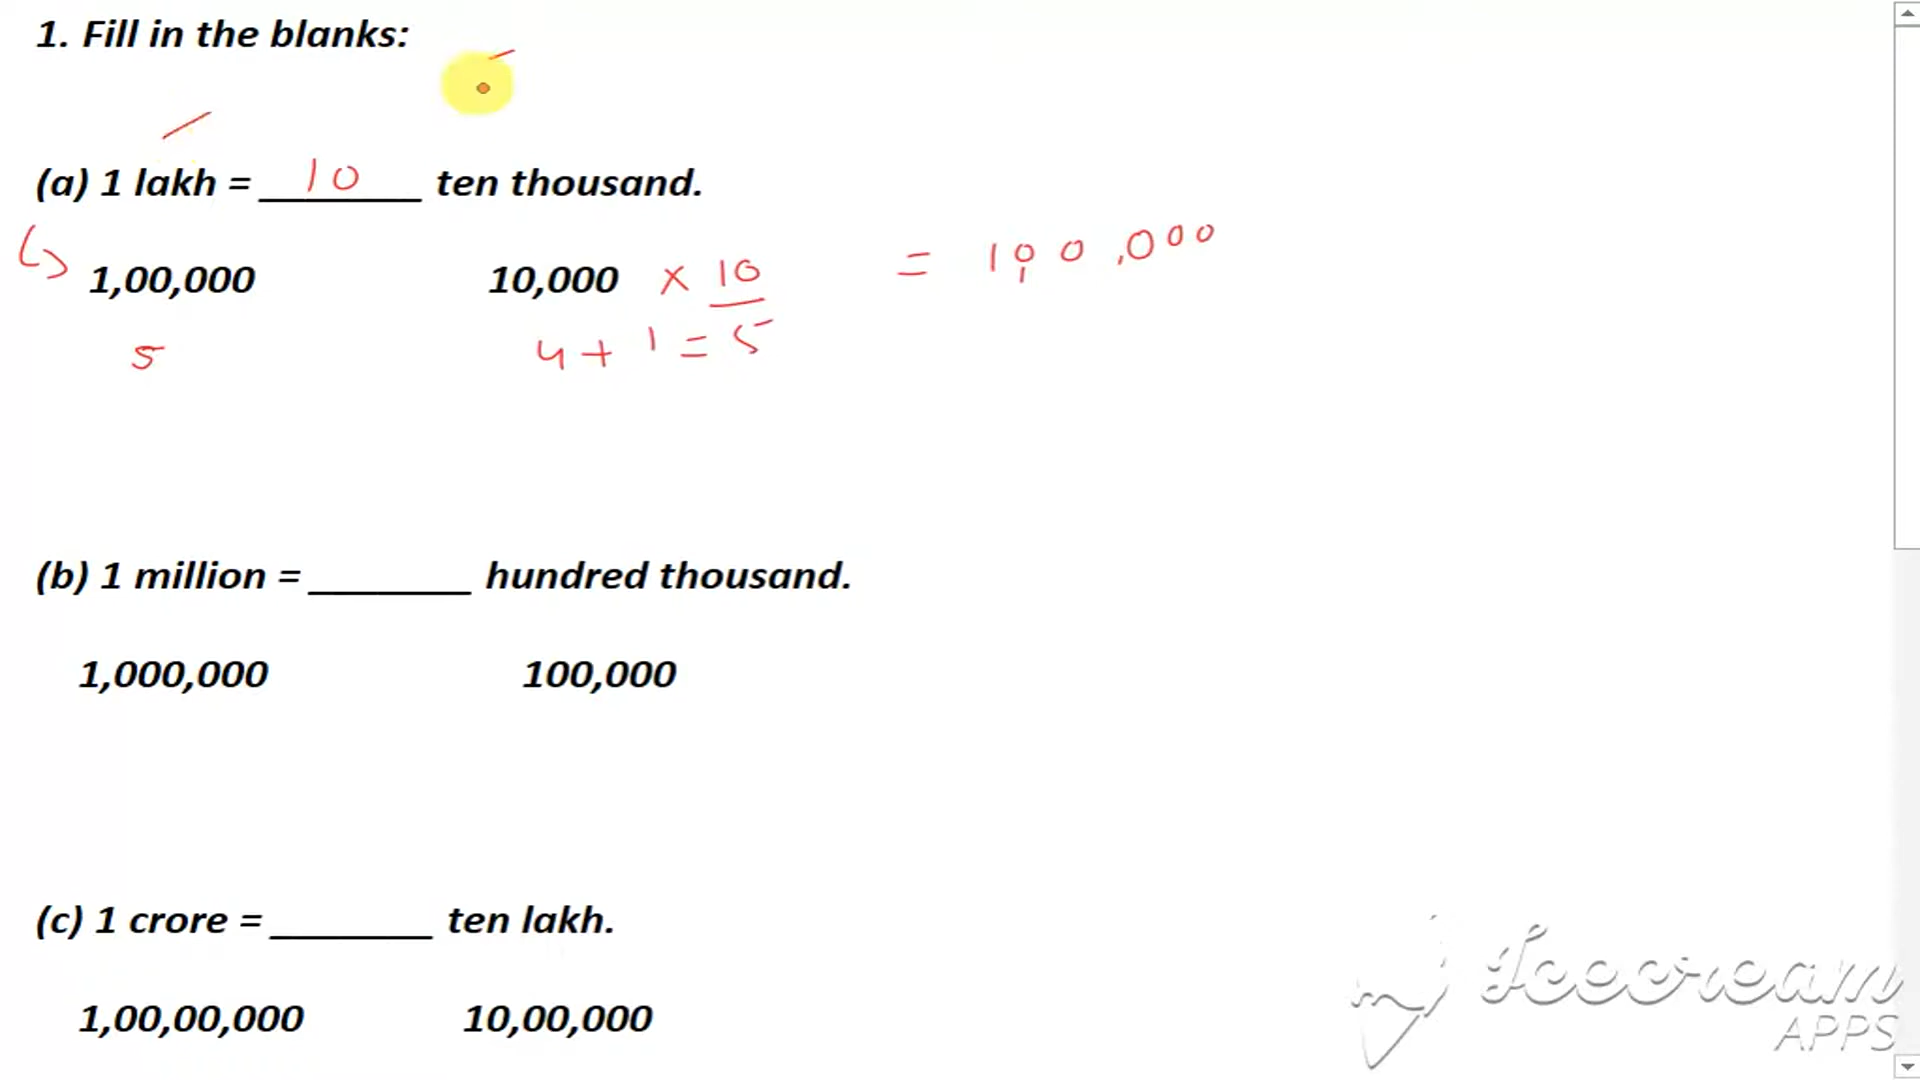 1. Fill in the blanks:
(a) 1 lakh = 10 ten thousand.
1,00,000 10,000 × 10 = 100,000
5 4 + 1 = 5
(b) 1 million = ________ hundred thousand.
1,000,000 100,000
(c) 1 crore = ________ ten lakh.
1,00,00,000 10,00,000
Icecream
APPS